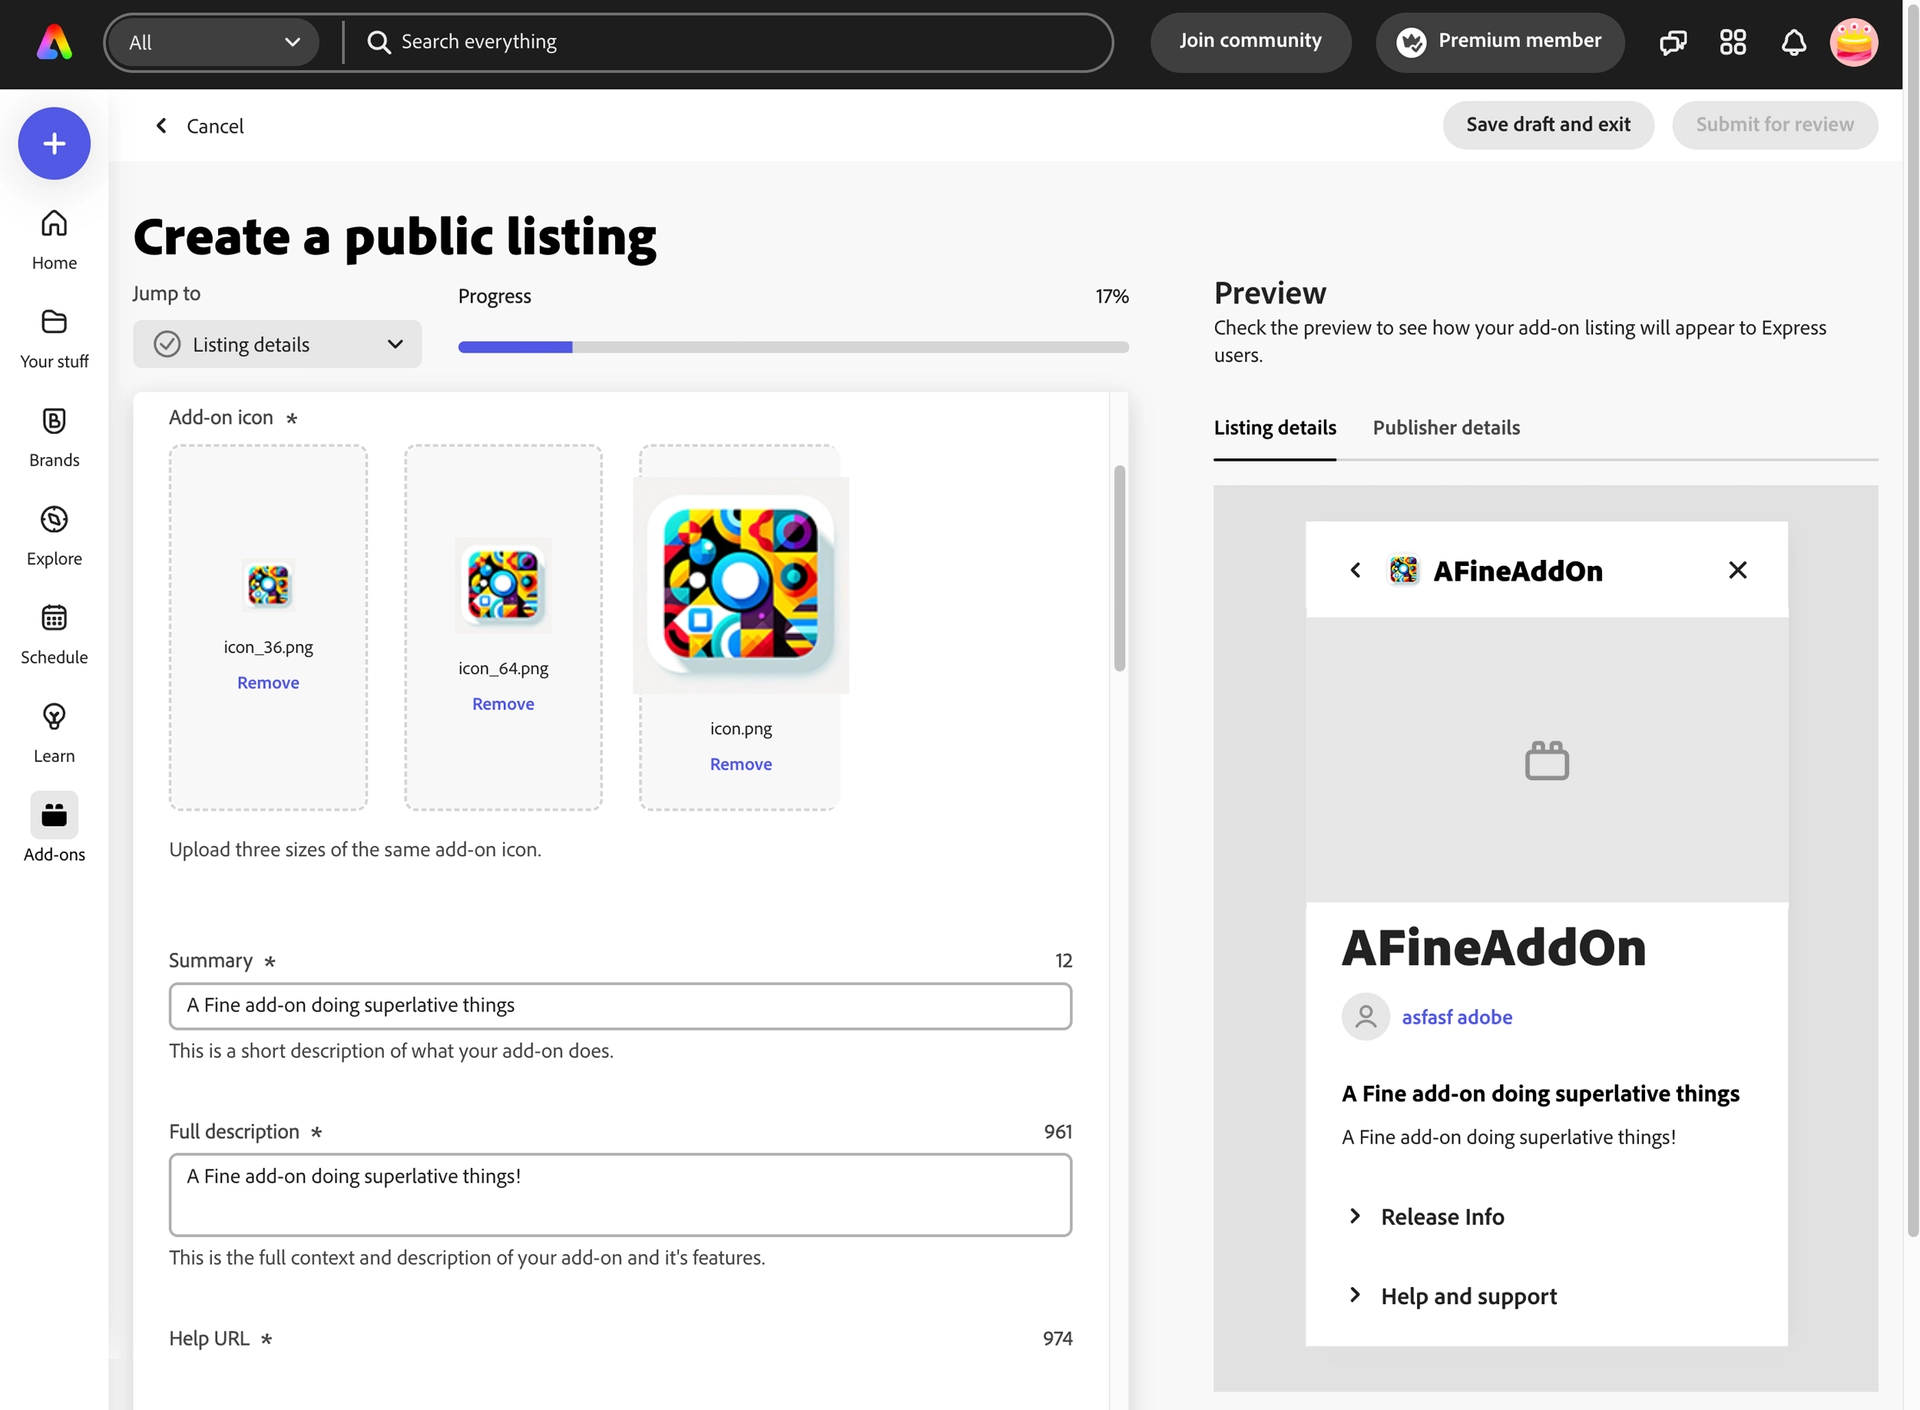 All
Search everything
Join community
Premium member
Cancel
Save draft and exit
Submit for review
Home
Your stuff
Brands
Explore
Schedule
Learn
Add-ons
Create a public listing
Jump to
Listing details
Progress
17%
Add-on icon *
icon_36.png
Remove
icon_64.png
Remove
icon.png
Remove
Upload three sizes of the same add-on icon.
Summary *
12
A Fine add-on doing superlative things
This is a short description of what your add-on does.
Full description *
961
A Fine add-on doing superlative things!
This is the full context and description of your add-on and it's features.
Help URL *
974
Preview
Check the preview to see how your add-on listing will appear to Express
users.
Listing details
Publisher details
AFineAddOn
AFineAddOn
asfasf adobe
A Fine add-on doing superlative things
A Fine add-on doing superlative things!
Release Info
Help and support